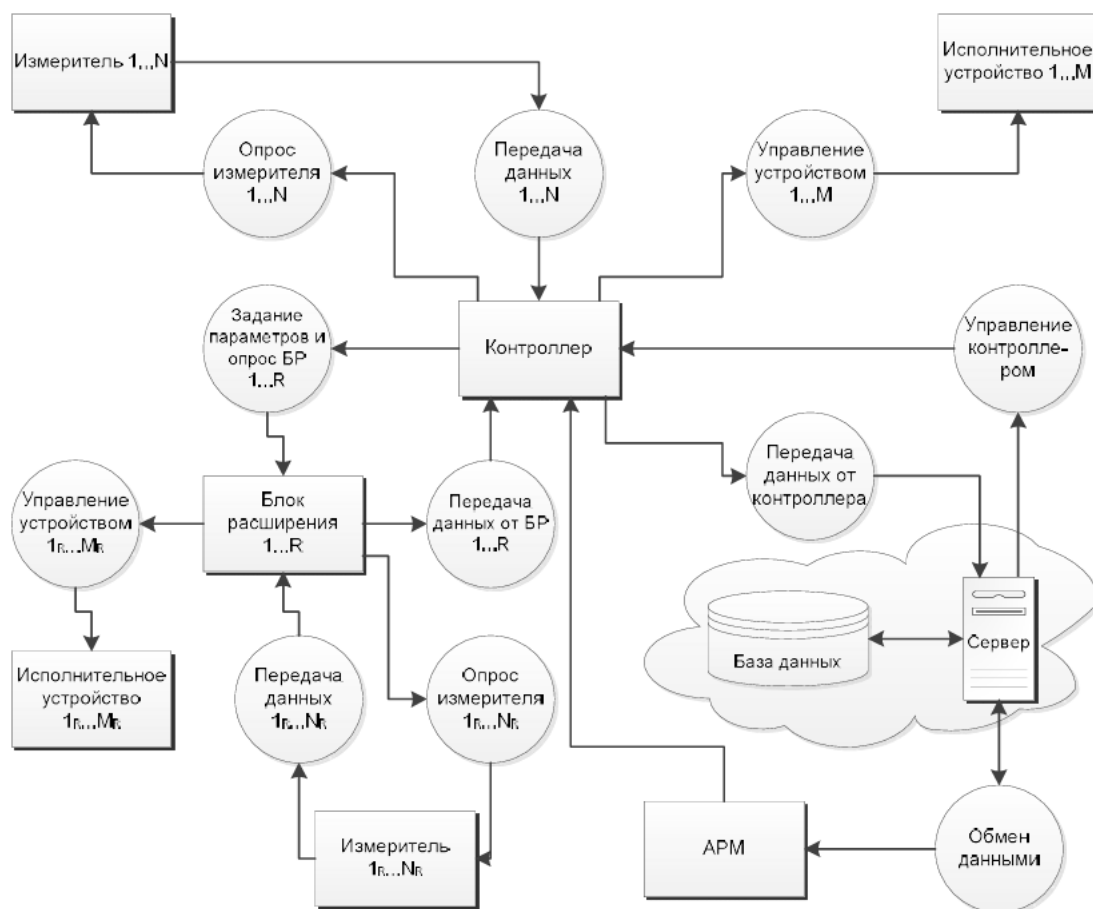 Измеритель 1...N
Исполнительное
устройство 1...M
Опрос
измерителя
1...N
Передача
данных
1...N
Управление
устройством
1...M
Задание
параметров и
опрос БР
1...R
Контроллер
Управление
контролле-
ром
Передача
данных от
контроллера
Управление
устройством
1R...MR
Блок
расширения
1...R
Передача
данных от БР
1...R
База данных
Сервер
Исполнительное
устройство
1R...MR
Передача
данных
1R...NR
Опрос
измерителя
1R...NR
Измеритель
1R...NR
АРМ
Обмен
данными